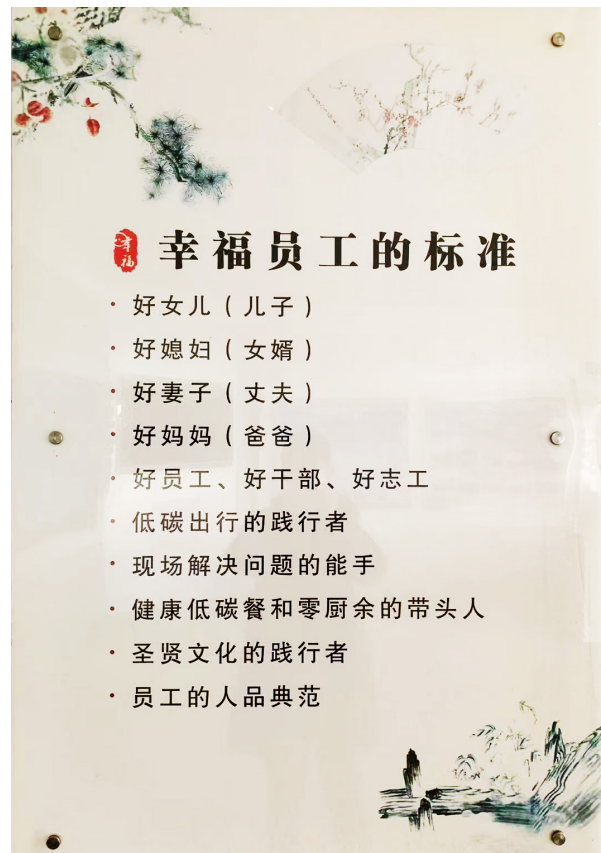 幸福
幸福员工的标准
· 好女儿（儿子）
· 好媳妇（女婿）
· 好妻子（丈夫）
· 好妈妈（爸爸）
· 好员工、好干部、好志工
· 低碳出行的践行者
· 现场解决问题的能手
· 健康低碳餐和零厨余的带头人
· 圣贤文化的践行者
· 员工的人品典范